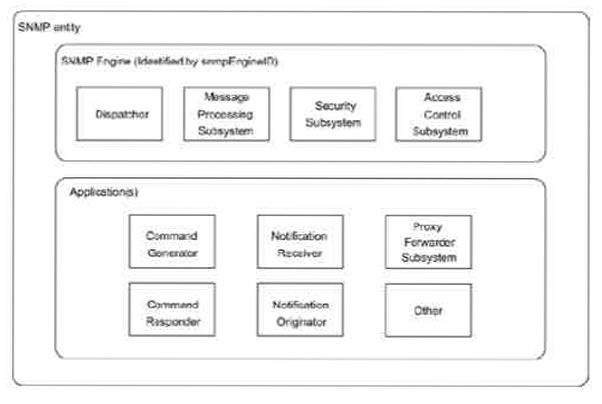 SNMP entity
SNMP Engine (Identified by snmpEngineID)
Dispatcher
Message
Processing
Subsystem
Security
Subsystem
Access
Control
Subsystem
Application(s)
Command
Generator
Notification
Receiver
Proxy
Forwarder
Subsystem
Command
Responder
Notification
Originator
Other